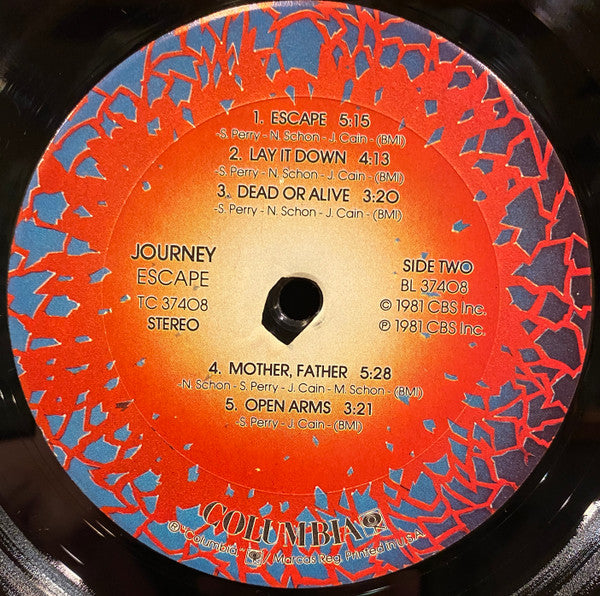 1. ESCAPE 5:15
-S. Perry - N. Schon - J. Cain - (BMI)
2. LAY IT DOWN 4:13
-S. Perry - N. Schon - J. Cain - (BMI)
3. DEAD OR ALIVE 3:20
-S. Perry - N. Schon - J. Cain - (BMI)
JOURNEY
ESCAPE
TC 37408
STEREO
SIDE TWO
BL 37408
© 1981 CBS Inc.
℗ 1981 CBS Inc.
4. MOTHER, FATHER 5:28
-N. Schon - S. Perry - J. Cain - M. Schon - (BMI)
5. OPEN ARMS 3:21
-S. Perry - J. Cain - (BMI)
COLUMBIA
® "Columbia," Marcas Reg. Printed in U.S.A.